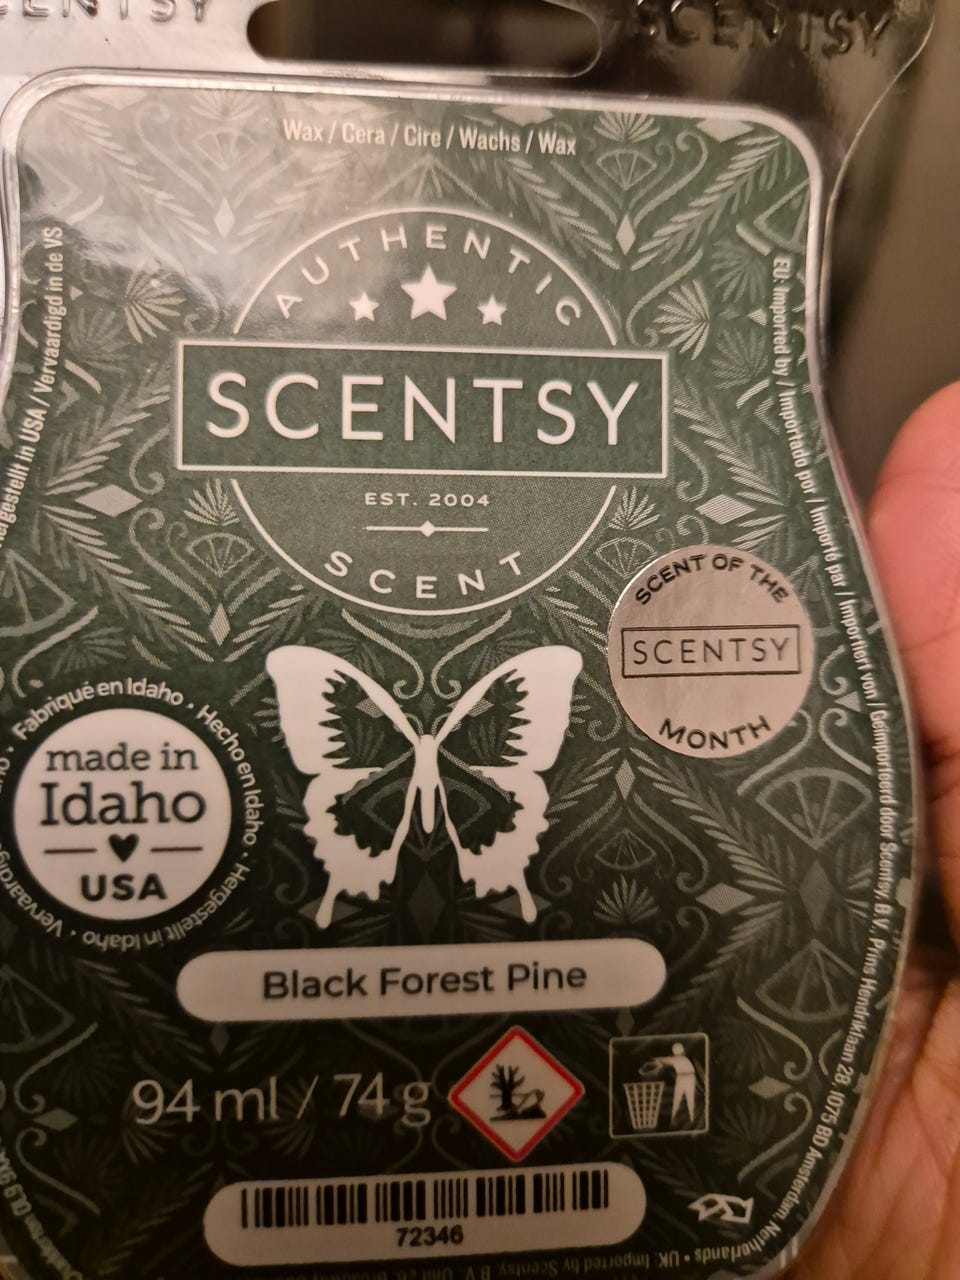 SCENTSY
SCENTSY
Wax / Cera / Cire / Wachs / Wax
AUTHENTIC
SCENTSY
EST. 2004
SCENT
SCENT OF THE
SCENTSY
MONTH
Fabriqué en Idaho · Hecho en Idaho · Hergestellt in Idaho ·
made in
Idaho
USA
Black Forest Pine
94 ml / 74 g
72346
in USA / Vervaardigd in de VS
EU: Imported by / Importado por / Importé par / Importiert von / Geïmporteerd door Scentsy, B.V., Prins Hendriklaan 28, 1075 BD Amsterdam, Netherlands • UK: Imported by Scentsy, B.V.